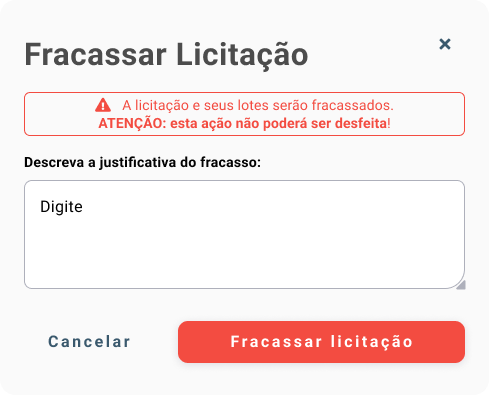 Fracassar Licitação
A licitação e seus lotes serão fracassados.
ATENÇÃO: esta ação não poderá ser desfeita!
Descreva a justificativa do fracasso:
Digite
Cancelar
Fracassar licitação